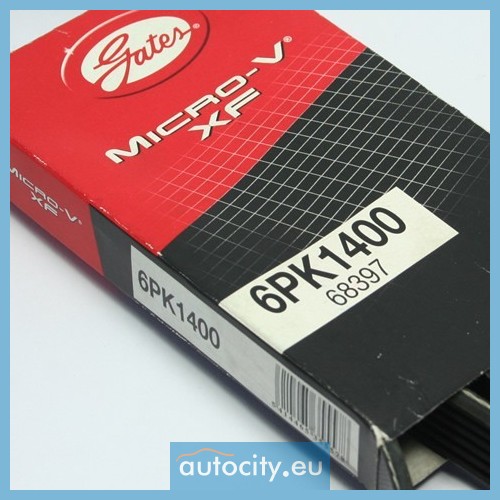 Gates
MICRO-V®
XF
6PK1400
68397
MICRO-V®
XF
6PK1400
autocity.eu